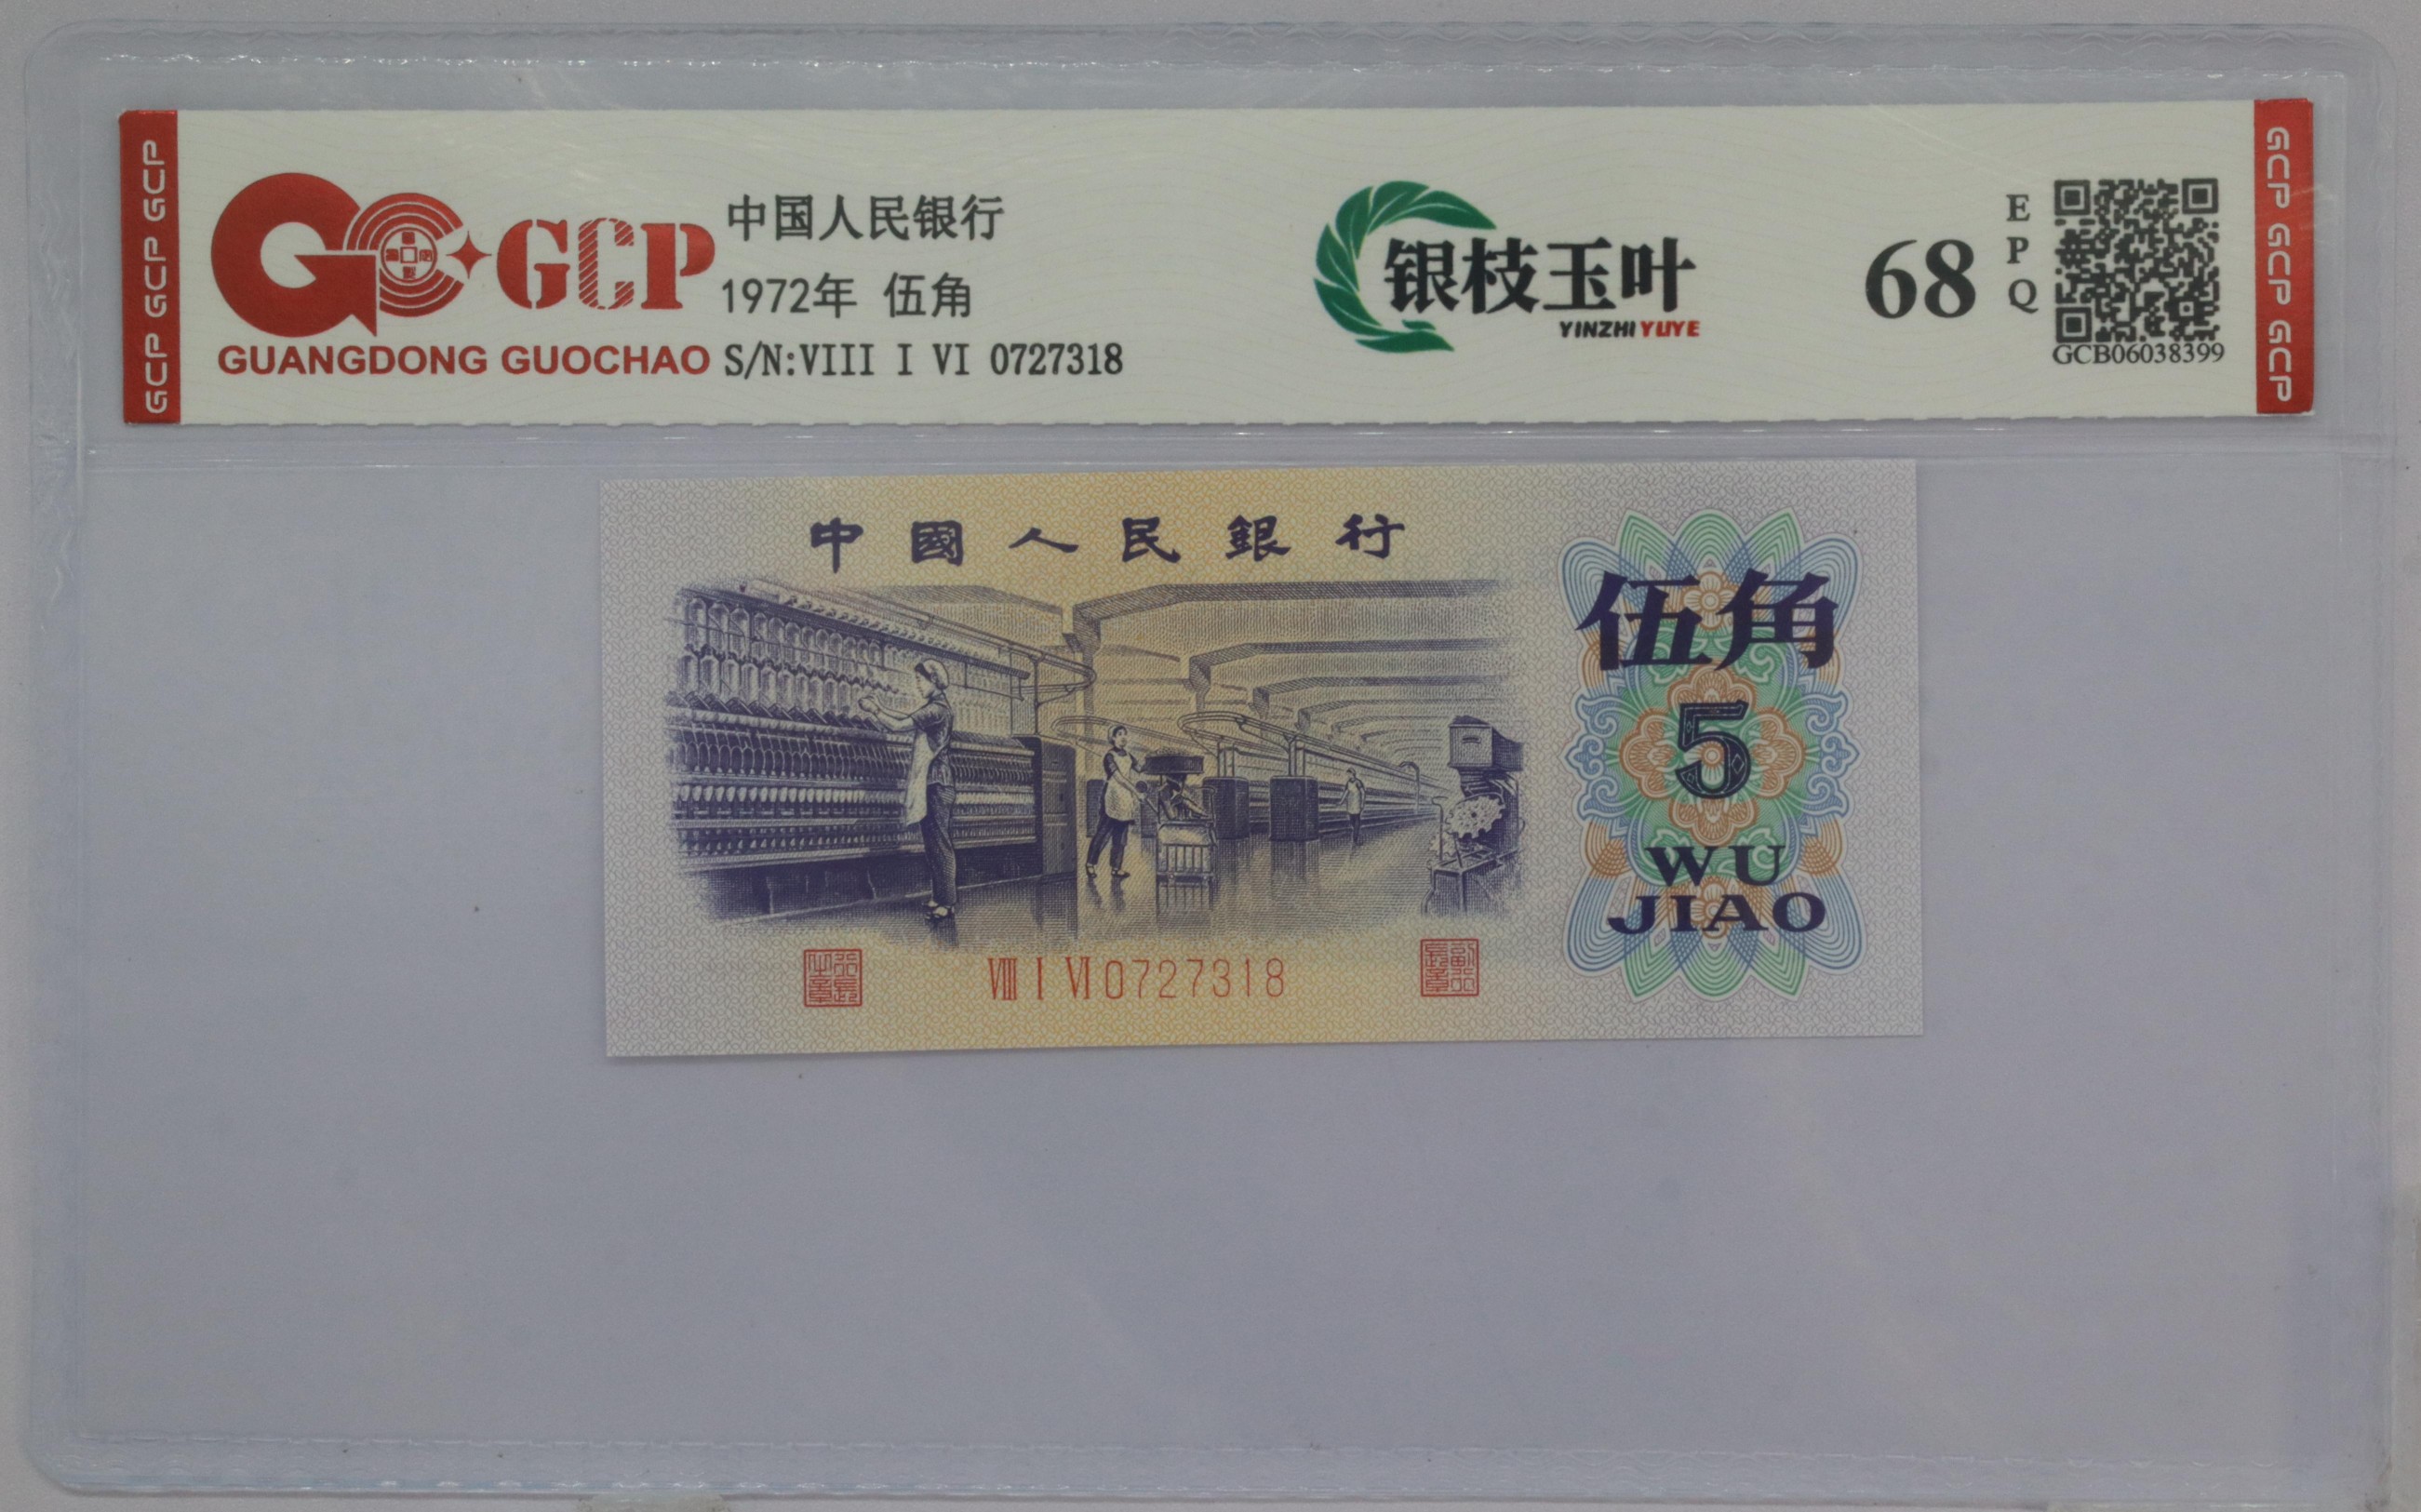 GCP GCP GCP
GCP
GUANGDONG GUOCHAO
中国人民银行
1972年 伍角
S/N:VIII I VI 0727318
银枝玉叶
YINZHI YUYE
68
EPQ
GCB06038399
GCP GCP GCP
中國人民銀行
伍角
5
WU
JIAO
VIII I VI 0727318